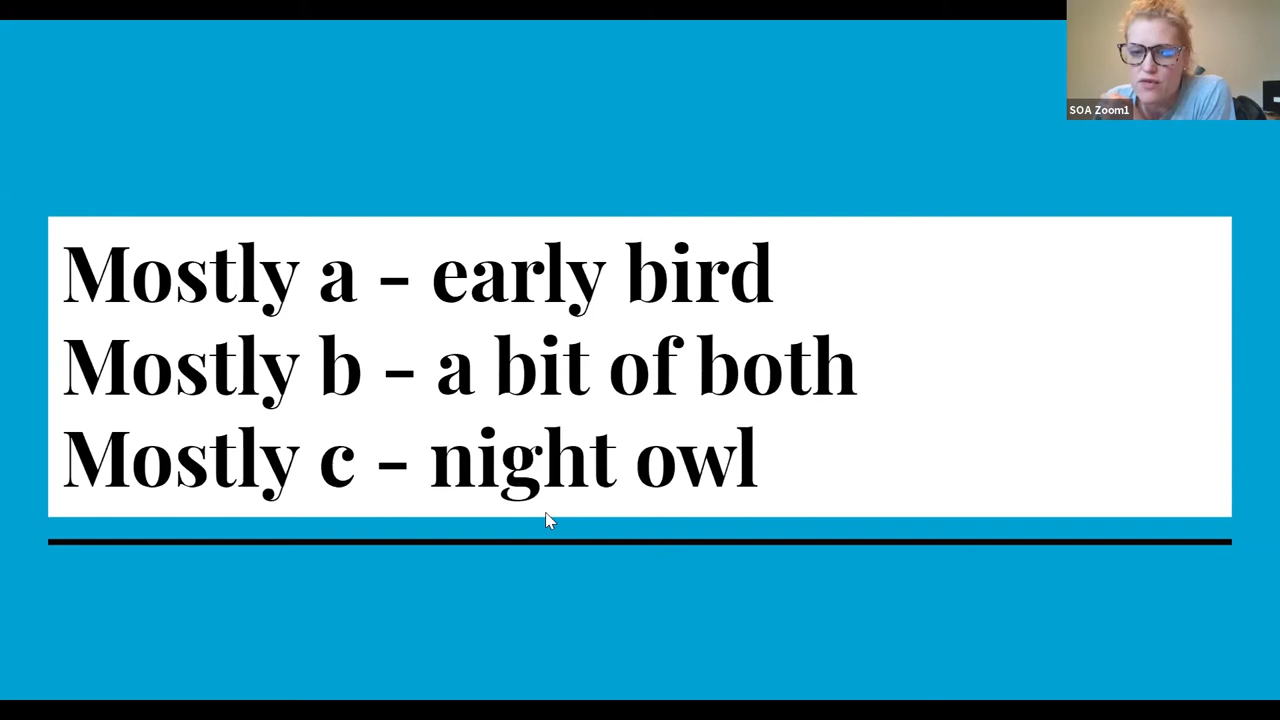 SOA Zoom1
Mostly a - early bird
Mostly b - a bit of both
Mostly c - night owl